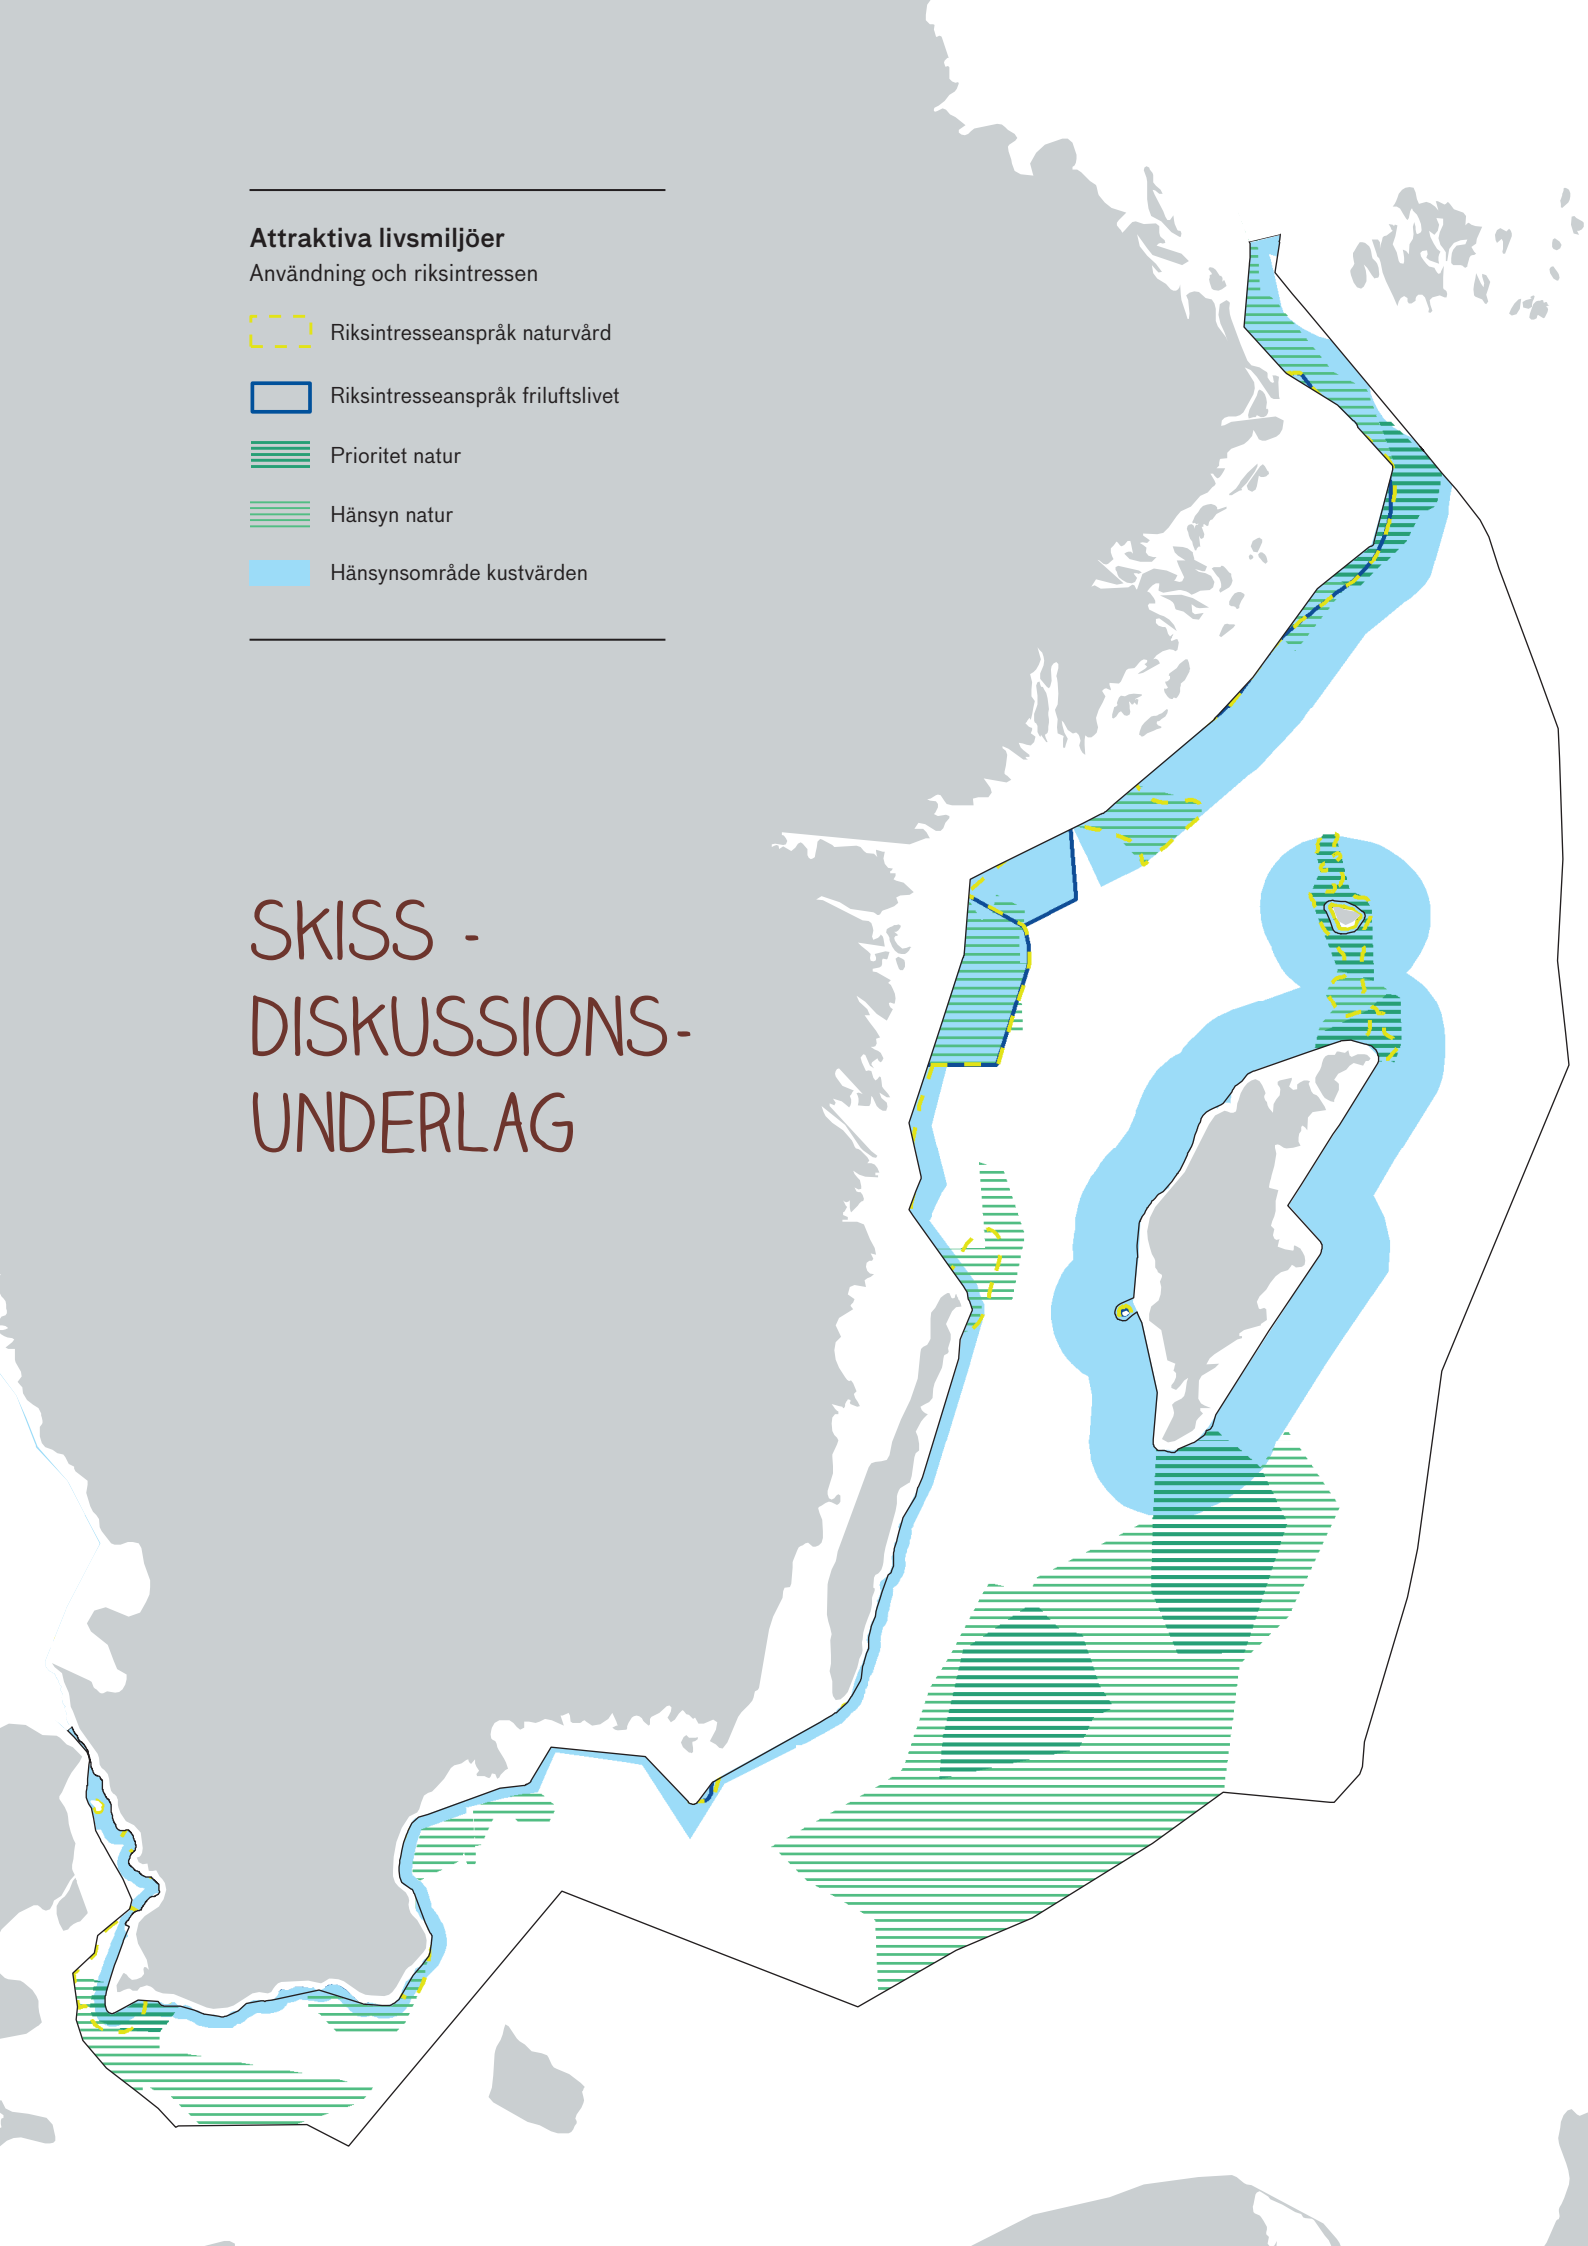 Attraktiva livsmiljöer
Användning och riksintressen
Riksintresseanspråk naturvård
Riksintresseanspråk friluftslivet
Prioritet natur
Hänsyn natur
Hänsynsområde kustvärden
SKISS -
DISKUSSIONS-
UNDERLAG